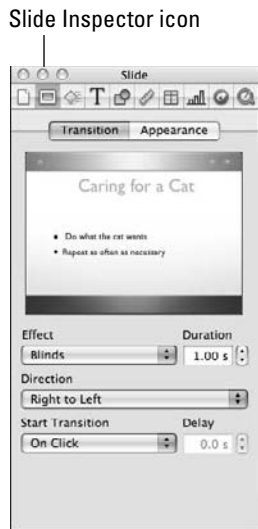 Slide Inspector icon
Slide
T
Transition Appearance
Caring for a Cat
• Do what the cat wants
• Repeat as often as necessary
Effect Duration
Blinds 1.00 s
Direction
Right to Left
Start Transition Delay
On Click 0.0 s